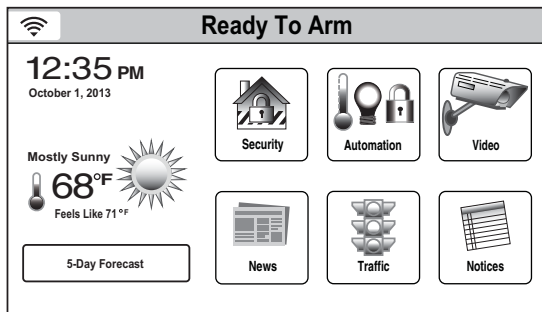 Ready To Arm
12:35 PM
October 1, 2013
Mostly Sunny
68°F
Feels Like 71°F
5-Day Forecast
Security
Automation
Video
News
Traffic
Notices